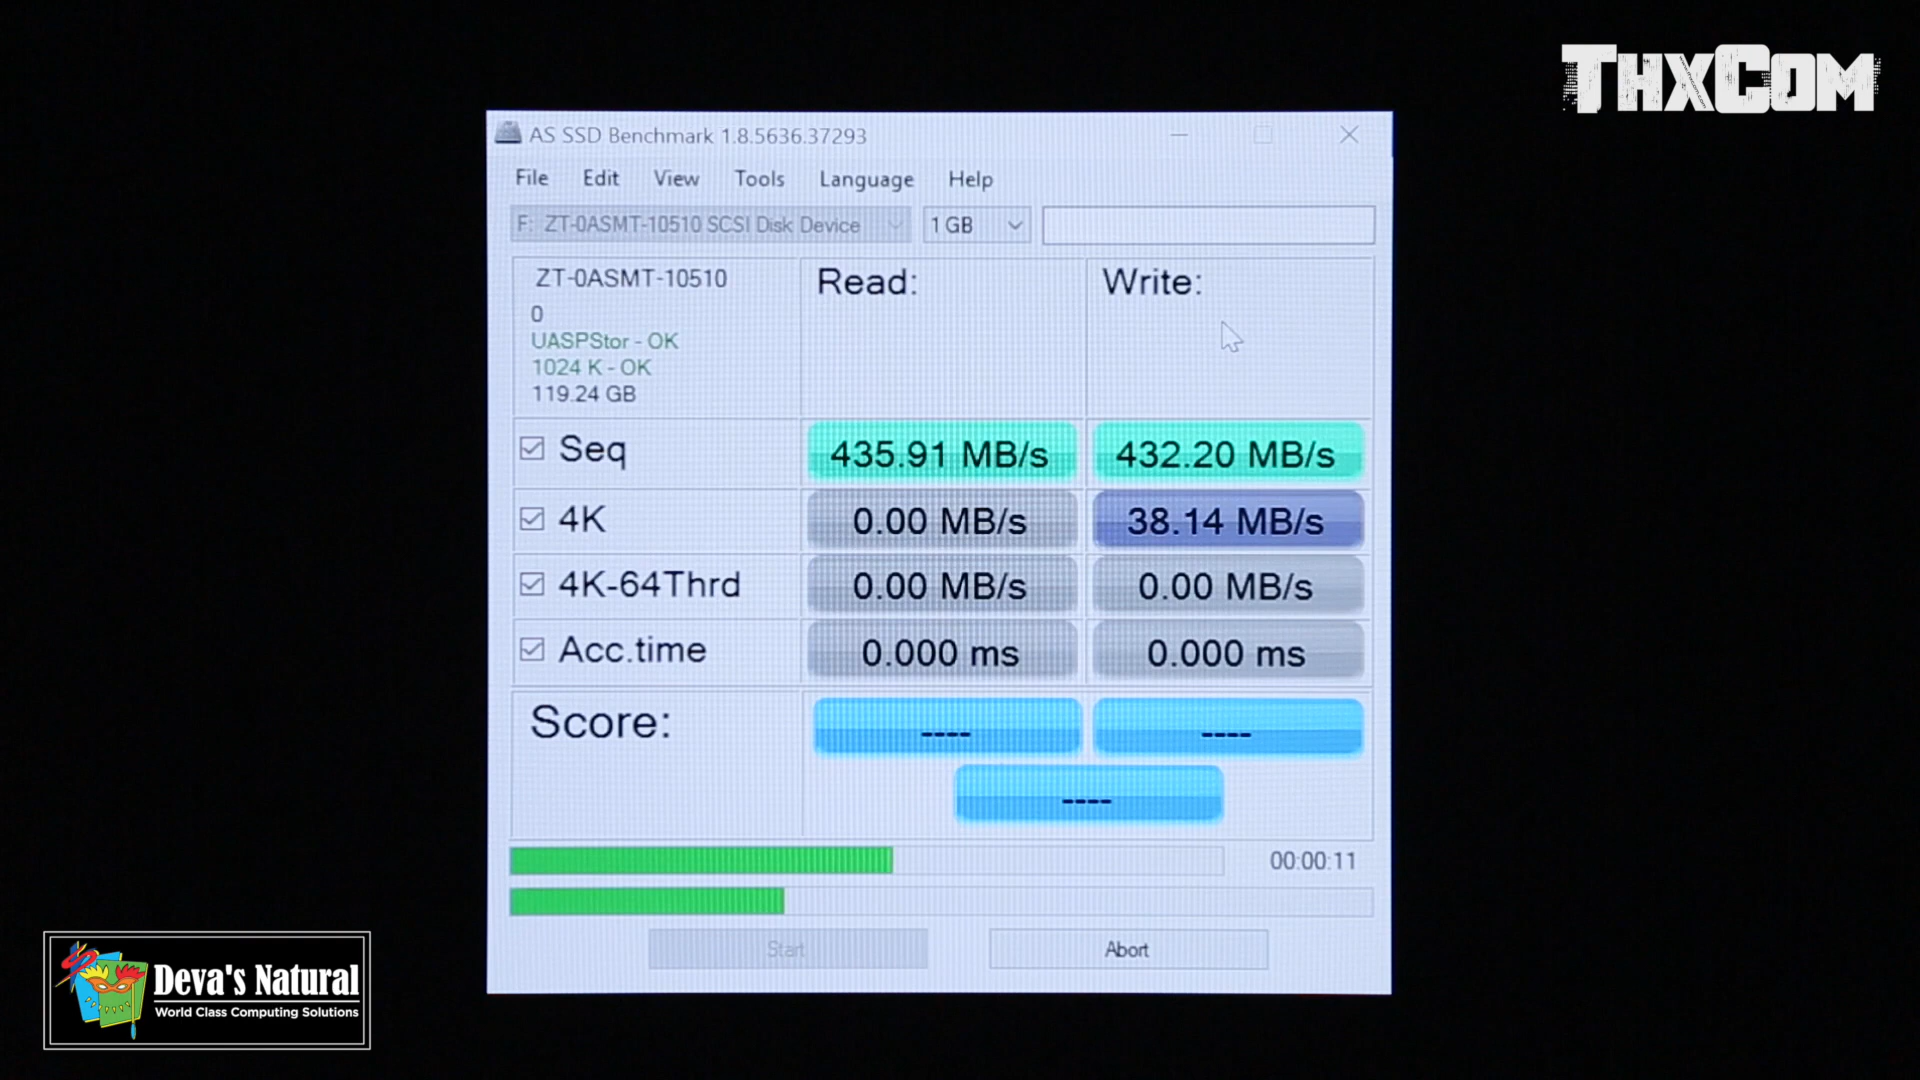 THXCOM
AS SSD Benchmark 1.8.5636.37293
File Edit View Tools Language Help
F: ZT-0ASMT-10510 SCSI Disk Device 1 GB
ZT-0ASMT-10510 Read: Write:
0
UASPStor - OK
1024 K - OK
119.24 GB
Seq 435.91 MB/s 432.20 MB/s
4K 0.00 MB/s 38.14 MB/s
4K-64Thrd 0.00 MB/s 0.00 MB/s
Acc.time 0.000 ms 0.000 ms
Score: ---- ----
----
00:00:11
Start Abort
Deva's Natural
World Class Computing Solutions